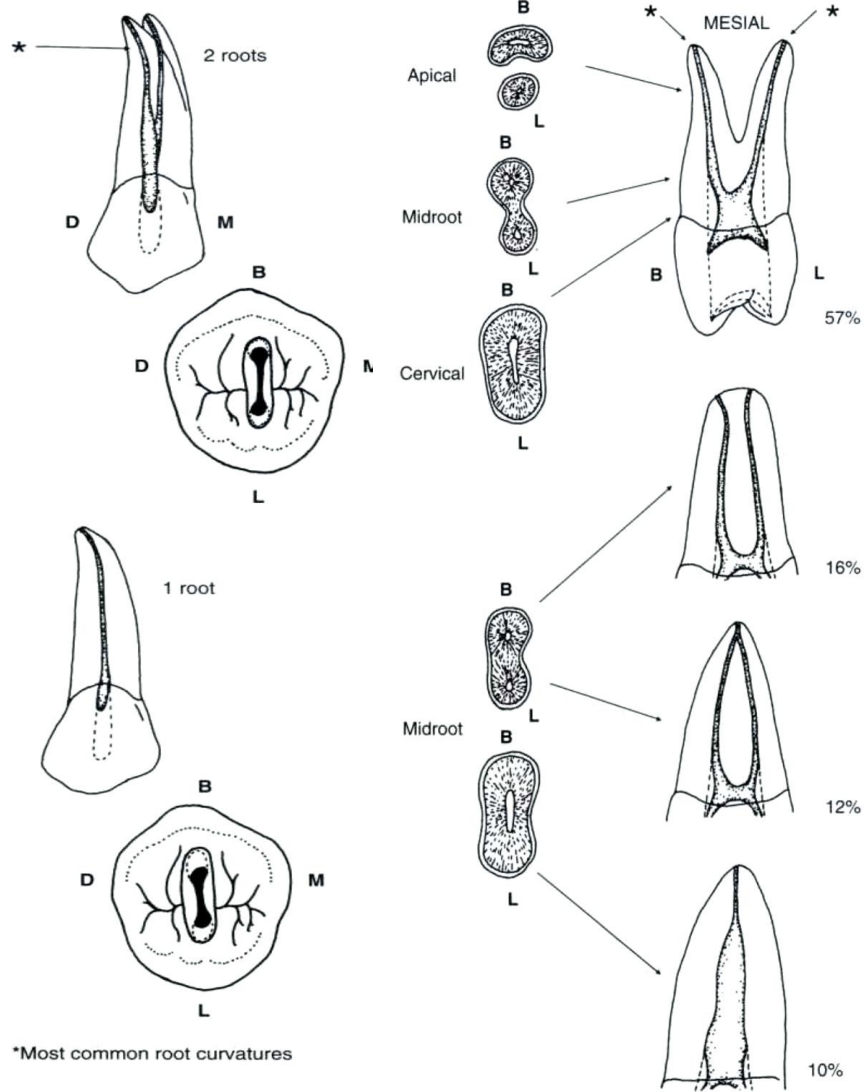 *
2 roots
D
M
B
D
M
L
1 root
B
D
M
L
*Most common root curvatures
B
Apical
L
B
Midroot
L
B
Cervical
L
* MESIAL *
B
L
57%
16%
B
L
Midroot
B
L
12%
10%